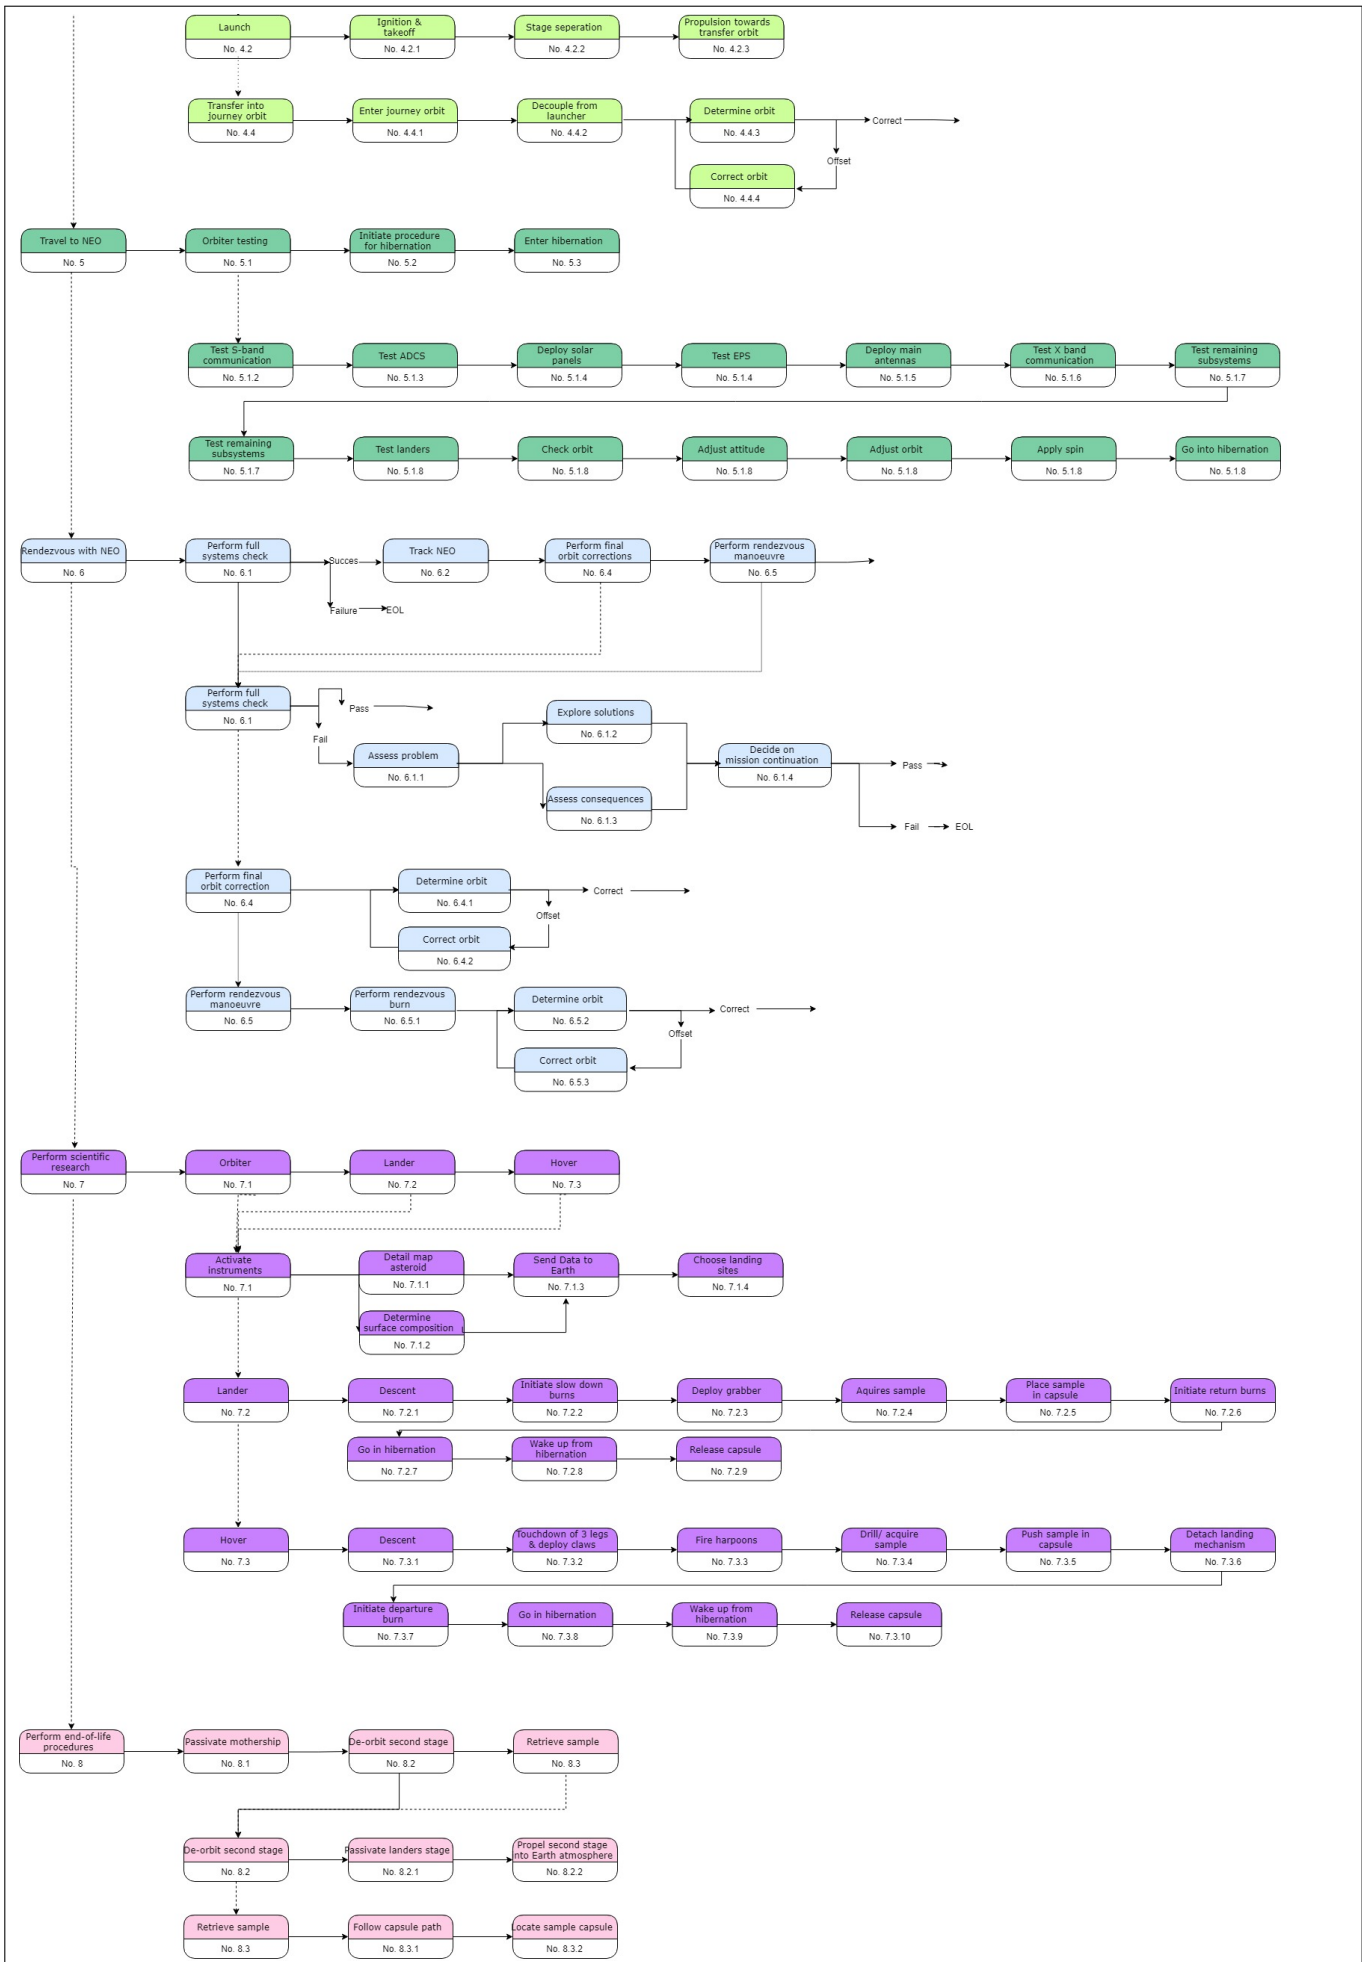 Launch
No. 4.2
Ignition &
takeoff
No. 4.2.1
Stage seperation
No. 4.2.2
Propulsion towards
transfer orbit
No. 4.2.3
Transfer into
journey orbit
No. 4.4
Enter journey orbit
No. 4.4.1
Decouple from
launcher
No. 4.4.2
Determine orbit
No. 4.4.3
Correct
Offset
Correct orbit
No. 4.4.4
Travel to NEO
No. 5
Orbiter testing
No. 5.1
Initiate procedure
for hibernation
No. 5.2
Enter hibernation
No. 5.3
Test S-band
communication
No. 5.1.2
Test ADCS
No. 5.1.3
Deploy solar
panels
No. 5.1.4
Test EPS
No. 5.1.4
Deploy main
antennas
No. 5.1.5
Test X band
communication
No. 5.1.6
Test remaining
subsystems
No. 5.1.7
Test remaining
subsystems
No. 5.1.7
Test landers
No. 5.1.8
Check orbit
No. 5.1.8
Adjust attitude
No. 5.1.8
Adjust orbit
No. 5.1.8
Apply spin
No. 5.1.8
Go into hibernation
No. 5.1.8
Rendezvous with NEO
No. 6
Perform full
systems check
No. 6.1
Succes
Failure
EOL
Track NEO
No. 6.2
Perform final
orbit corrections
No. 6.4
Perform rendezvous
manoeuvre
No. 6.5
Perform full
systems check
No. 6.1
Pass
Fail
Assess problem
No. 6.1.1
Explore solutions
No. 6.1.2
Assess consequences
No. 6.1.3
Decide on
mission continuation
No. 6.1.4
Pass
Fail
EOL
Perform final
orbit correction
No. 6.4
Determine orbit
No. 6.4.1
Correct
Offset
Correct orbit
No. 6.4.2
Perform rendezvous
manoeuvre
No. 6.5
Perform rendezvous
burn
No. 6.5.1
Determine orbit
No. 6.5.2
Correct
Offset
Correct orbit
No. 6.5.3
Perform scientific
research
No. 7
Orbiter
No. 7.1
Lander
No. 7.2
Hover
No. 7.3
Activate
instruments
No. 7.1
Detail map
asteroid
No. 7.1.1
Send Data to
Earth
No. 7.1.3
Choose landing
sites
No. 7.1.4
Determine
surface composition
No. 7.1.2
Lander
No. 7.2
Descent
No. 7.2.1
Initiate slow down
burns
No. 7.2.2
Deploy grabber
No. 7.2.3
Aquires sample
No. 7.2.4
Place sample
in capsule
No. 7.2.5
Initiate return burns
No. 7.2.6
Go in hibernation
No. 7.2.7
Wake up from
hibernation
No. 7.2.8
Release capsule
No. 7.2.9
Hover
No. 7.3
Descent
No. 7.3.1
Touchdown of 3 legs
& deploy claws
No. 7.3.2
Fire harpoons
No. 7.3.3
Drill/ acquire
sample
No. 7.3.4
Push sample in
capsule
No. 7.3.5
Detach landing
mechanism
No. 7.3.6
Initiate departure
burn
No. 7.3.7
Go in hibernation
No. 7.3.8
Wake up from
hibernation
No. 7.3.9
Release capsule
No. 7.3.10
Perform end-of-life
procedures
No. 8
Passivate mothership
No. 8.1
De-orbit second stage
No. 8.2
Retrieve sample
No. 8.3
De-orbit second stage
No. 8.2
Passivate landers stage
No. 8.2.1
Propel second stage
nto Earth atmosphere
No. 8.2.2
Retrieve sample
No. 8.3
Follow capsule path
No. 8.3.1
Locate sample capsule
No. 8.3.2